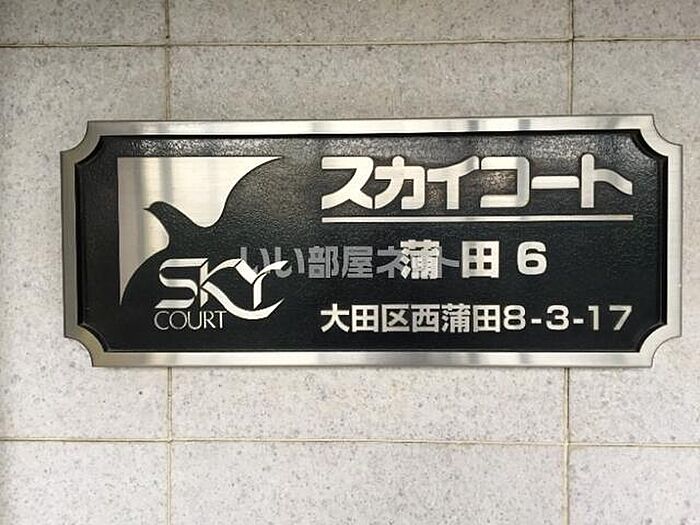 SKY
COURT
スカイコート
蒲田6
大田区西蒲田8-3-17
いい部屋ネット